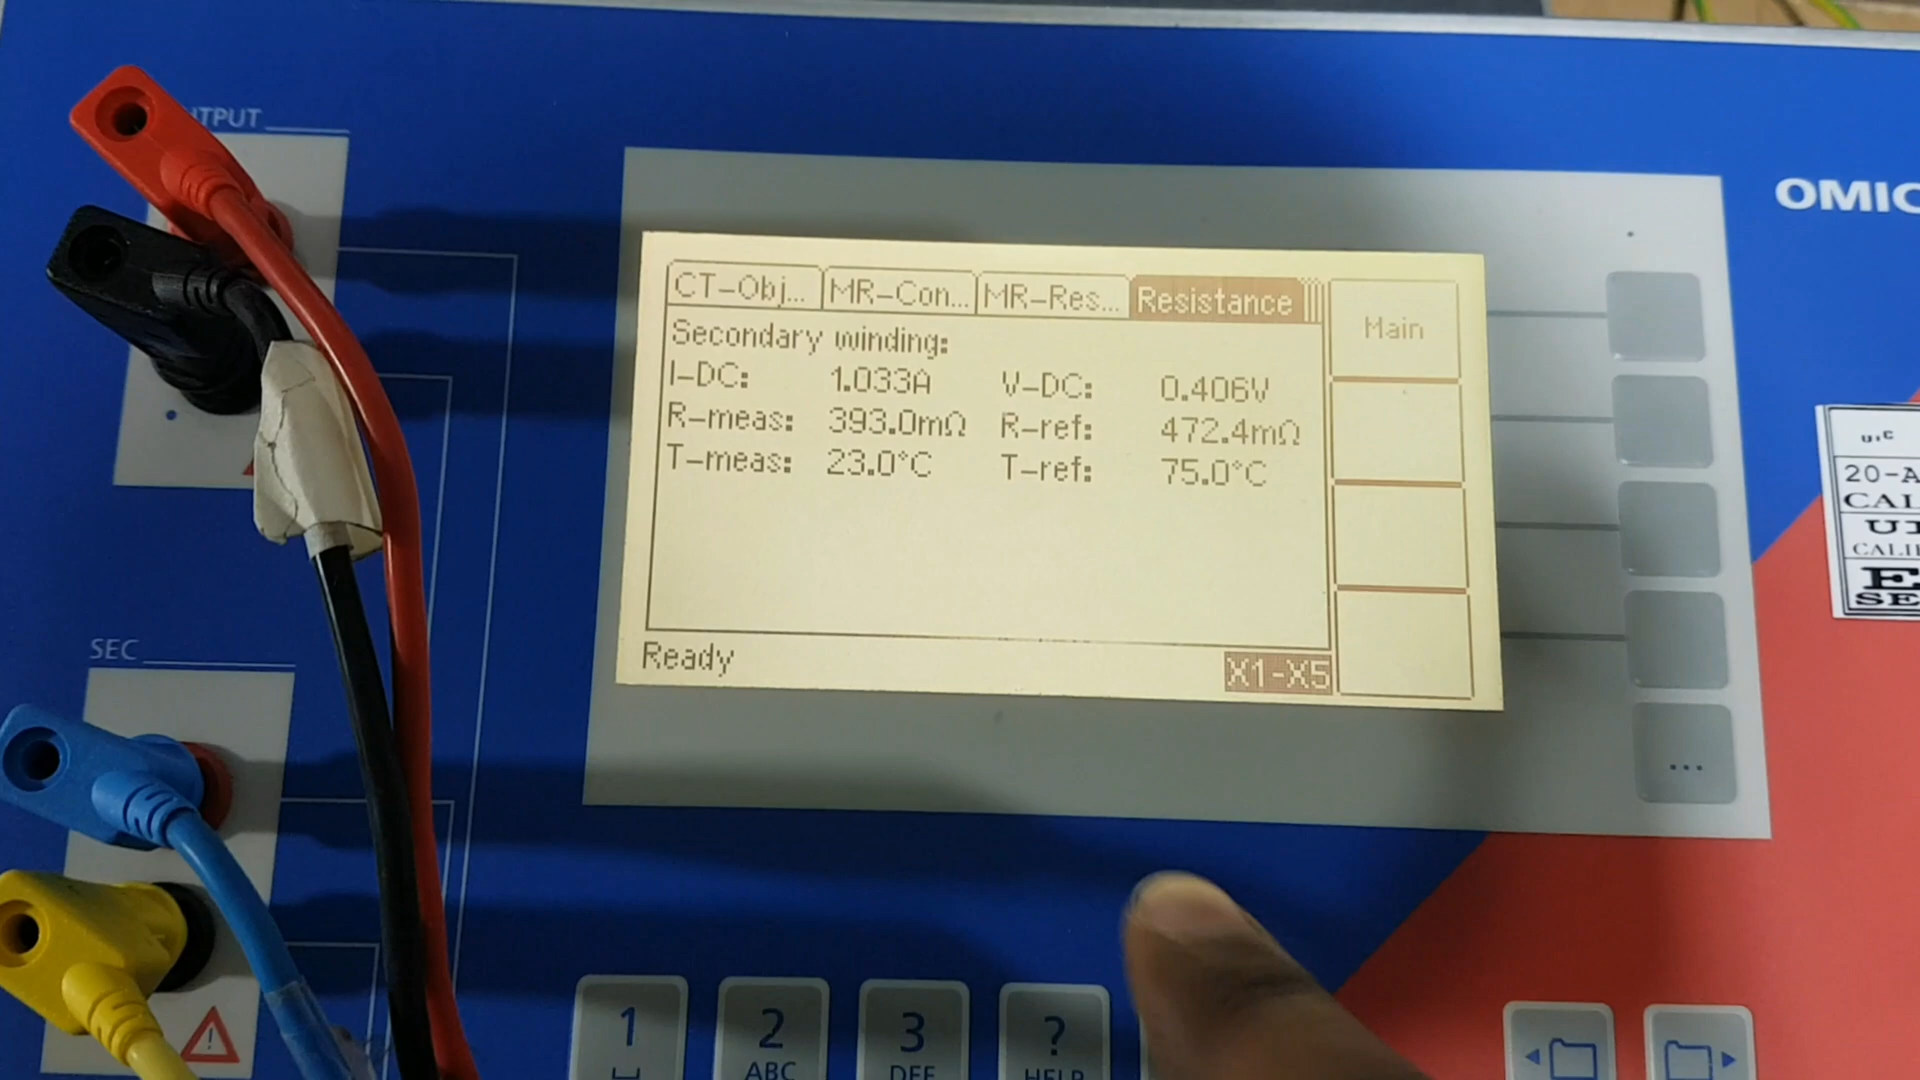 OMIC
CT-Obj... MR-Con... MR-Res... Resistance
Main
Secondary winding:
I-DC: 1.033A V-DC: 0.406V
R-meas: 393.0mΩ R-ref: 472.4mΩ
T-meas: 23.0°C T-ref: 75.0°C
Ready X1-X5
...
20-A
CAL
SE
SEC
1 2 3 ?
ABC DEF HELP